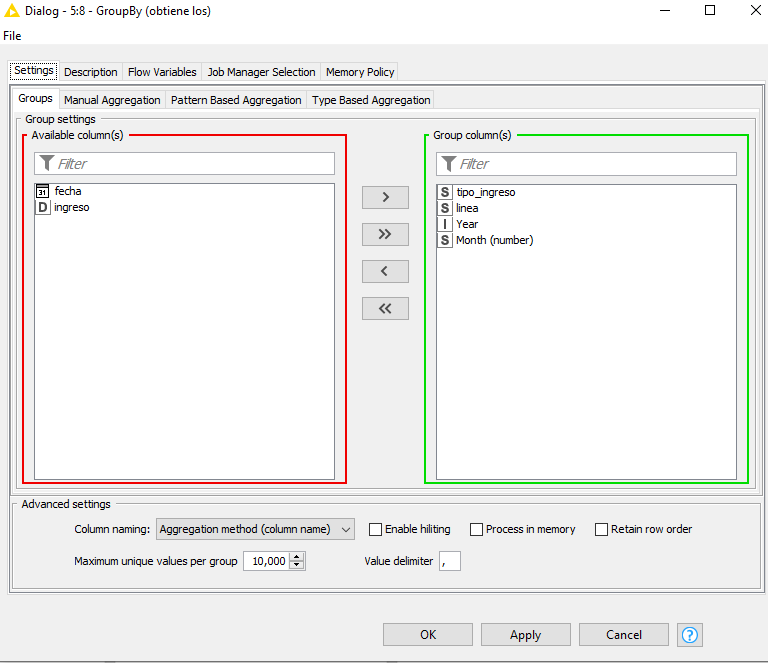 Dialog - 5:8 - GroupBy (obtiene los)
File
Settings Description Flow Variables Job Manager Selection Memory Policy
Groups Manual Aggregation Pattern Based Aggregation Type Based Aggregation
Group settings
Available column(s) Group column(s)
Filter Filter
31 fecha
D ingreso
S tipo_ingreso
S linea
I Year
S Month (number)
>
>>
<
<<
Advanced settings
Column naming: Aggregation method (column name) Enable hiliting Process in memory Retain row order
Maximum unique values per group 10,000 Value delimiter ,
OK Apply Cancel ?